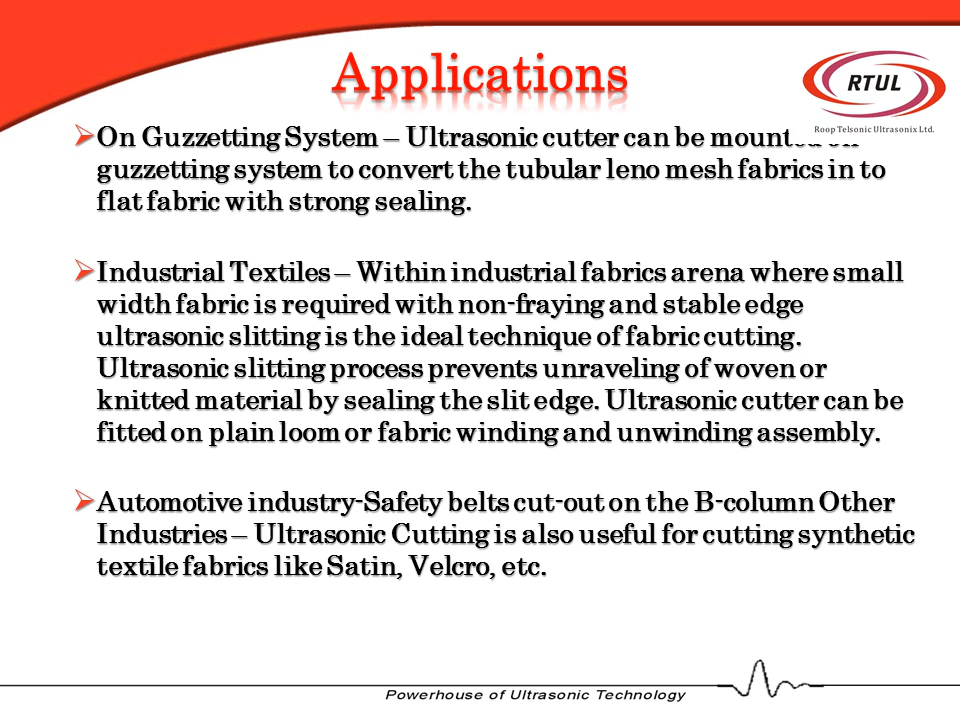 Applications
RTUL
Roop Telsonic Ultrasonix Ltd.
➢On Guzzetting System – Ultrasonic cutter can be mounted on
guzzetting system to convert the tubular leno mesh fabrics in to
flat fabric with strong sealing.
➢Industrial Textiles – Within industrial fabrics arena where small
width fabric is required with non-fraying and stable edge
ultrasonic slitting is the ideal technique of fabric cutting.
Ultrasonic slitting process prevents unraveling of woven or
knitted material by sealing the slit edge. Ultrasonic cutter can be
fitted on plain loom or fabric winding and unwinding assembly.
➢Automotive industry-Safety belts cut-out on the B-column Other
Industries – Ultrasonic Cutting is also useful for cutting synthetic
textile fabrics like Satin, Velcro, etc.
Powerhouse of Ultrasonic Technology